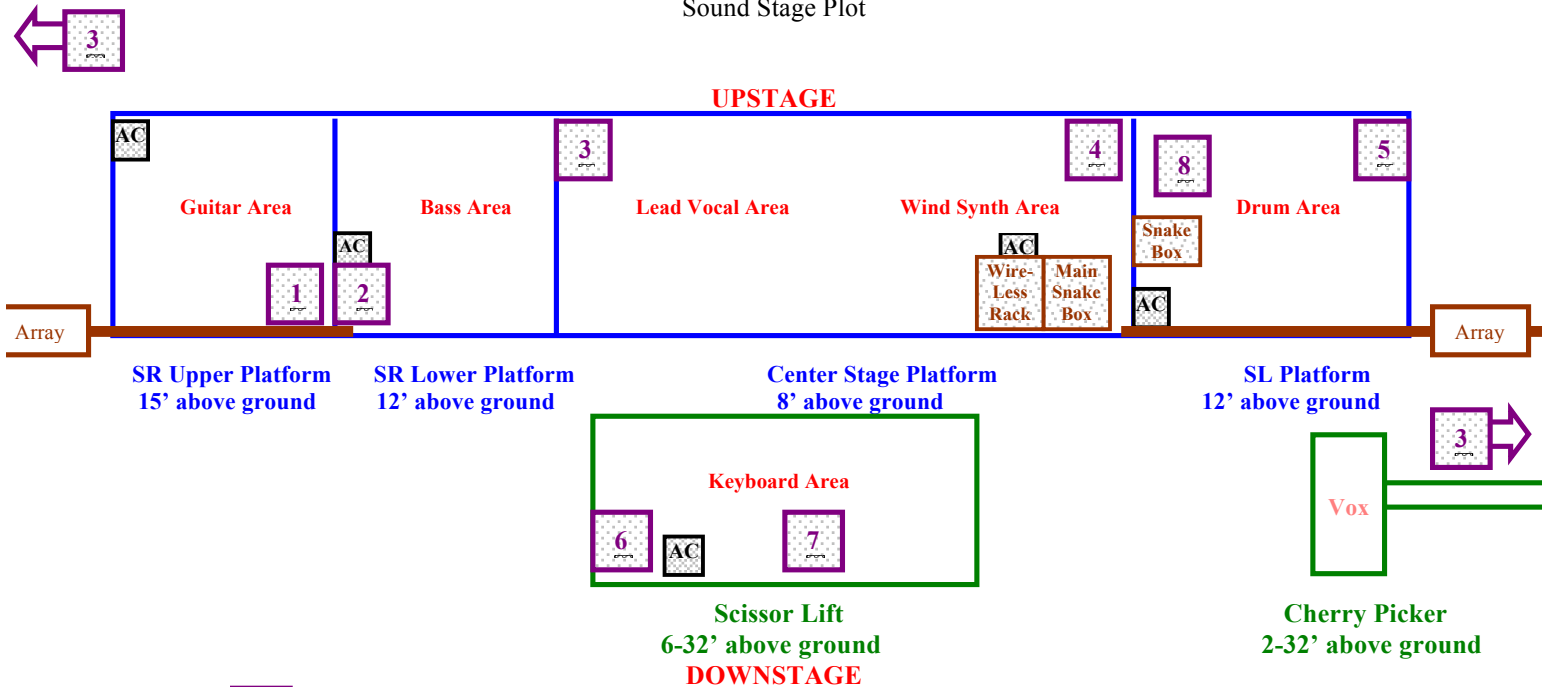 Sound Stage Plot
3
UPSTAGE
AC
3
4
8
5
Guitar Area
Bass Area
Lead Vocal Area
Wind Synth Area
Drum Area
AC
AC
Snake
Box
1
2
Wire-
Less
Rack
Main
Snake
Box
AC
Array
Array
SR Upper Platform
15’ above ground
SR Lower Platform
12’ above ground
Center Stage Platform
8’ above ground
SL Platform
12’ above ground
3
Keyboard Area
Vox
6
AC
7
Scissor Lift
6-32’ above ground
Cherry Picker
2-32’ above ground
DOWNSTAGE